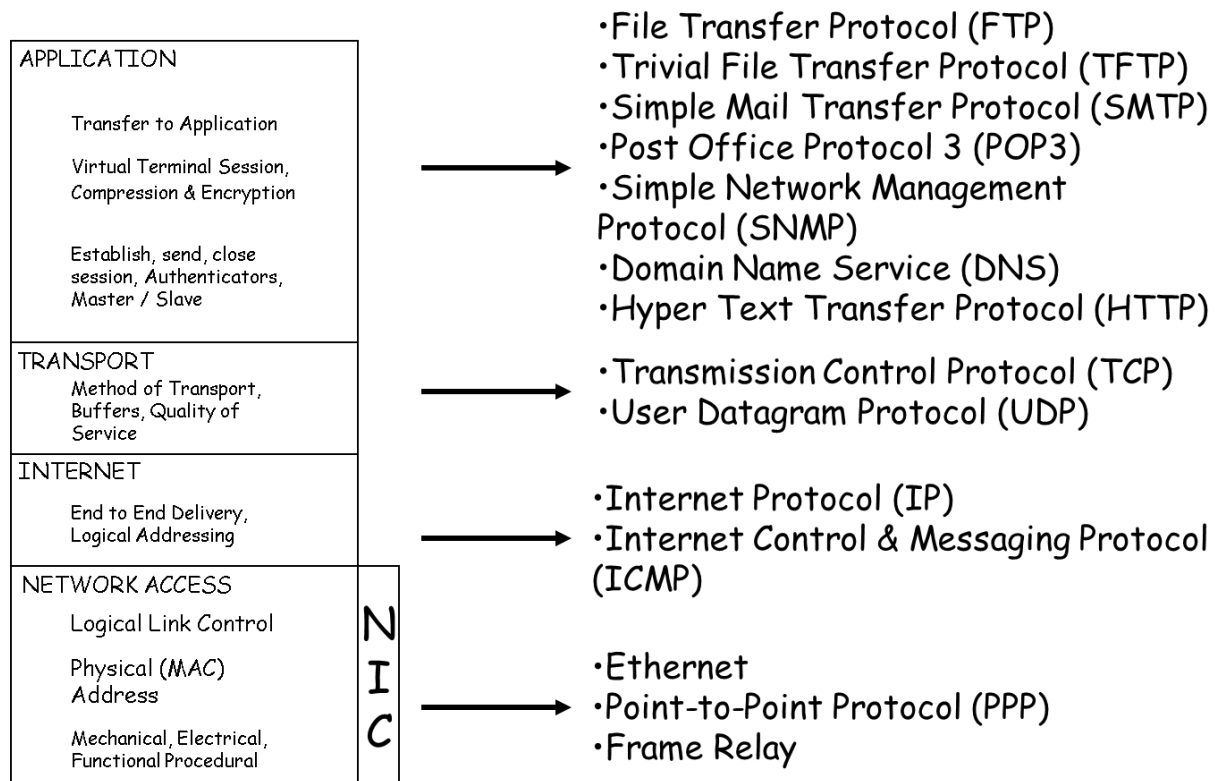 APPLICATION
Transfer to Application
Virtual Terminal Session,
Compression & Encryption
Establish, send, close
session, Authenticators,
Master / Slave
•File Transfer Protocol (FTP)
•Trivial File Transfer Protocol (TFTP)
•Simple Mail Transfer Protocol (SMTP)
•Post Office Protocol 3 (POP3)
•Simple Network Management
Protocol (SNMP)
•Domain Name Service (DNS)
•Hyper Text Transfer Protocol (HTTP)
TRANSPORT
Method of Transport,
Buffers, Quality of
Service
•Transmission Control Protocol (TCP)
•User Datagram Protocol (UDP)
INTERNET
End to End Delivery,
Logical Addressing
•Internet Protocol (IP)
•Internet Control & Messaging Protocol
(ICMP)
NETWORK ACCESS
Logical Link Control
Physical (MAC)
Address
Mechanical, Electrical,
Functional Procedural
N
I
C
•Ethernet
•Point-to-Point Protocol (PPP)
•Frame Relay